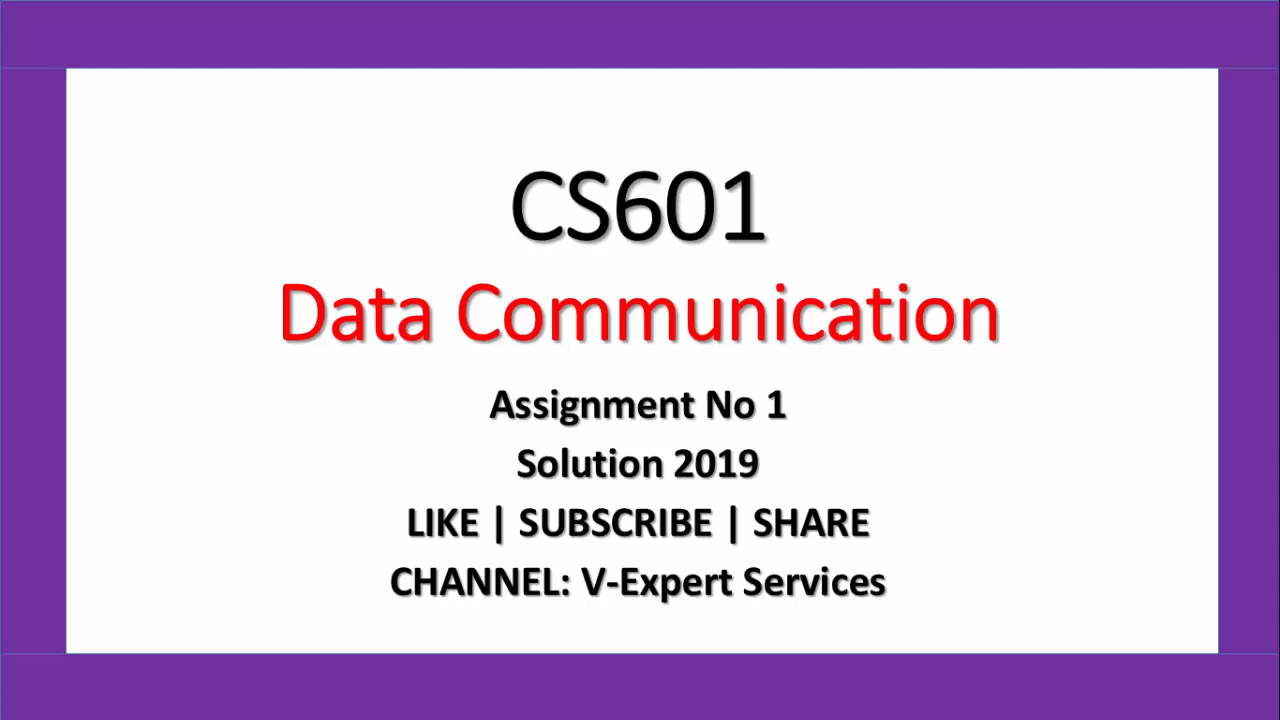 CS601
Data Communication
Assignment No 1
Solution 2019
LIKE | SUBSCRIBE | SHARE
CHANNEL: V-Expert Services